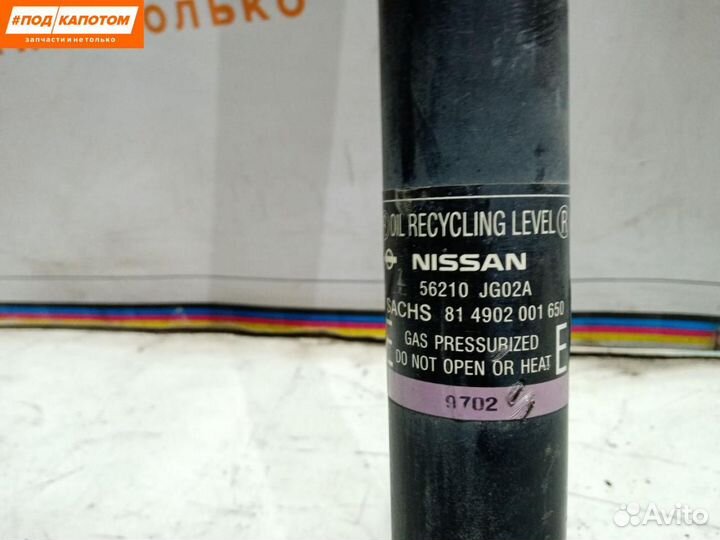 #ПОД КАПОТОМ
запчасти и не только
ТОЛЬКО
OIL RECYCLING LEVEL ®
NISSAN
56210 JG02A
SACHS 81 4902 001 650
GAS PRESSURIZED
DO NOT OPEN OR HEAT
E E
9702
Avito